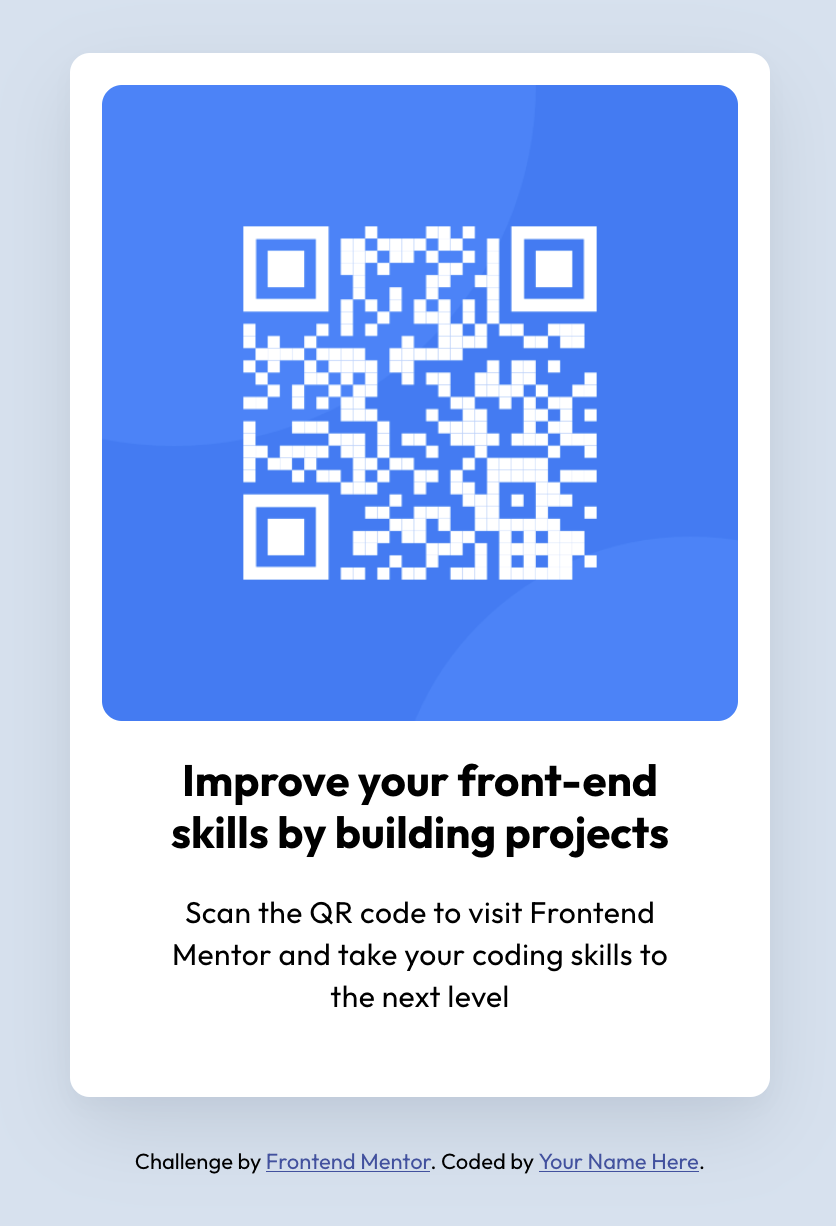 Improve your front-end
skills by building projects
Scan the QR code to visit Frontend
Mentor and take your coding skills to
the next level
Challenge by Frontend Mentor. Coded by Your Name Here.